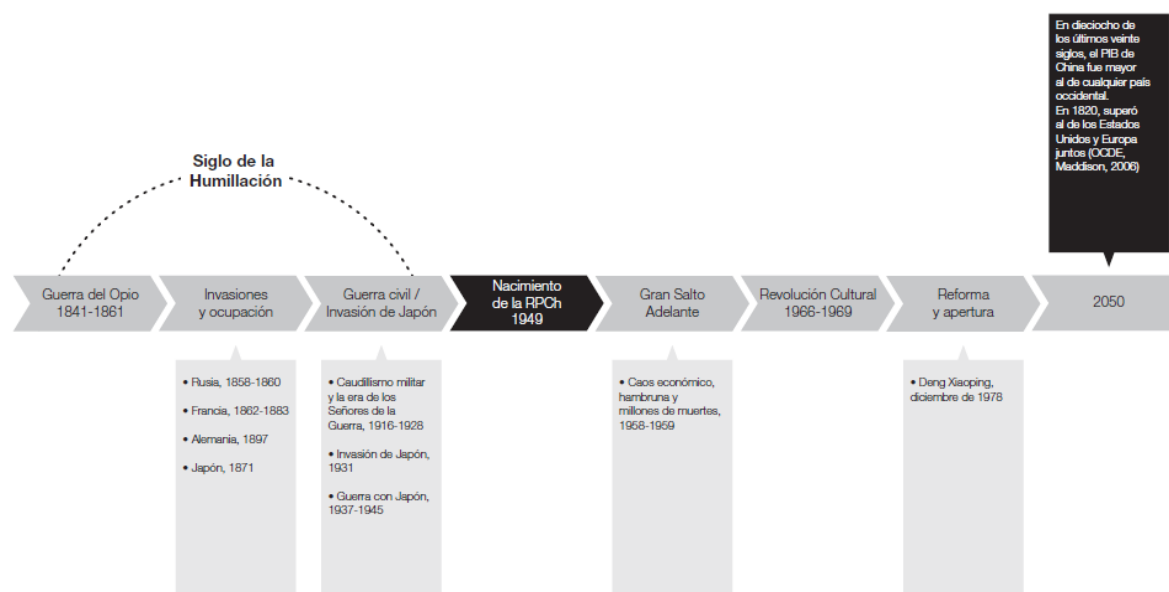 En dieciocho de
los últimos veinte
siglos, el PIB de
China fue mayor
al de cualquier país
occidental.
En 1820, superó
al de los Estados
Unidos y Europa
juntos (OCDE,
Maddison, 2006)
Siglo de la
Humillación
Guerra del Opio
1841-1861
Invasiones
y ocupación
Guerra civil /
Invasión de Japón
Nacimiento
de la RPCh
1949
Gran Salto
Adelante
Revolución Cultural
1966-1969
Reforma
y apertura
2050
• Rusia, 1858-1860
• Francia, 1862-1883
• Alemania, 1897
• Japón, 1871
• Caudillismo militar
y la era de los
Señores de la
Guerra, 1916-1928
• Invasión de Japón,
1931
• Guerra con Japón,
1937-1945
• Caos económico,
hambruna y
millones de muertes,
1958-1959
• Deng Xiaoping,
diciembre de 1978